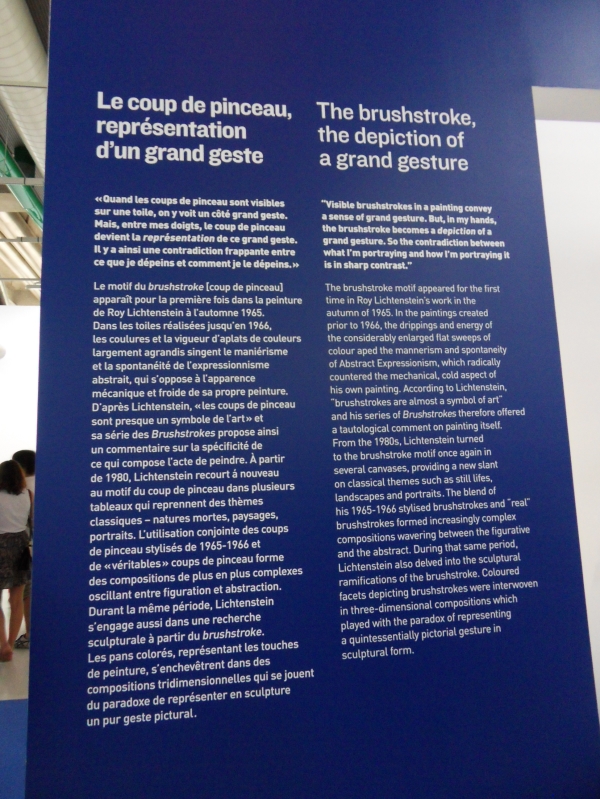 Le coup de pinceau,
représentation
d'un grand geste
«Quand les coups de pinceau sont visibles
sur une toile, on y voit un côté grand geste.
Mais, entre mes doigts, le coup de pinceau
devient la représentation de ce grand geste.
Il y a ainsi une contradiction frappante entre
ce que je dépeins et comment je le dépeins.»
Le motif du brushstroke [coup de pinceau]
apparaît pour la première fois dans la peinture
de Roy Lichtenstein à l'automne 1965.
Dans les toiles réalisées jusqu'en 1966,
les coulures et la vigueur d'aplats de couleurs
largement agrandis singent le maniérisme
et la spontanéité de l'expressionnisme
abstrait, qui s'oppose à l'apparence
mécanique et froide de sa propre peinture.
D'après Lichtenstein, «les coups de pinceau
sont presque un symbole de l'art» et
sa série des Brushstrokes propose ainsi
un commentaire sur la spécificité de
ce qui compose l'acte de peindre. À partir
de 1980, Lichtenstein recourt à nouveau
au motif du coup de pinceau dans plusieurs
tableaux qui reprennent des thèmes
classiques – natures mortes, paysages,
portraits. L'utilisation conjointe des coups
de pinceau stylisés de 1965-1966 et
de «véritables» coups de pinceau forme
des compositions de plus en plus complexes
oscillant entre figuration et abstraction.
Durant la même période, Lichtenstein
s'engage aussi dans une recherche
sculpturale à partir du brushstroke.
Les pans colorés, représentant les touches
de peinture, s'enchevêtrent dans des
compositions tridimensionnelles qui se jouent
du paradoxe de représenter en sculpture
un pur geste pictural.
The brushstroke,
the depiction of
a grand gesture
"Visible brushstrokes in a painting convey
a sense of grand gesture. But, in my hands,
the brushstroke becomes a depiction of a
grand gesture. So the contradiction between
what I'm portraying and how I'm portraying it
is in sharp contrast."
The brushstroke motif appeared for the first
time in Roy Lichtenstein's work in the
autumn of 1965. In the paintings created
prior to 1966, the drippings and energy of
the considerably enlarged flat sweeps of
colour aped the mannerism and spontaneity
of Abstract Expressionism, which radically
countered the mechanical, cold aspect of
his own painting. According to Lichtenstein,
"brushstrokes are almost a symbol of art"
and his series of Brushstrokes therefore offered
a tautological comment on painting itself.
From the 1980s, Lichtenstein turned
to the brushstroke motif once again in
several canvases, providing a new slant
on classical themes such as still lifes,
landscapes and portraits. The blend of
his 1965-1966 stylised brushstrokes and "real"
brushstrokes formed increasingly complex
compositions wavering between the figurative
and the abstract. During that same period,
Lichtenstein also delved into the sculptural
ramifications of the brushstroke. Coloured
facets depicting brushstrokes were interwoven
in three-dimensional compositions which
played with the paradox of representing
a quintessentially pictorial gesture in
sculptural form.